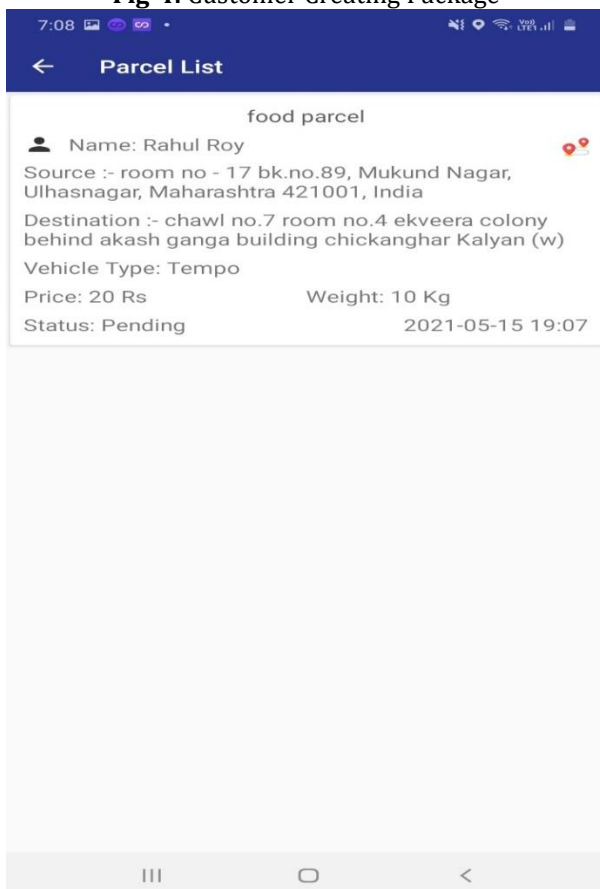 Customer Creating Package
7:08
Parcel List
food parcel
Name: Rahul Roy
Source :- room no - 17 bk.no.89, Mukund Nagar,
Ulhasnagar, Maharashtra 421001, India
Destination :- chawl no.7 room no.4 ekveera colony
behind akash ganga building chickanghar Kalyan (w)
Vehicle Type: Tempo
Price: 20 Rs Weight: 10 Kg
Status: Pending 2021-05-15 19:07